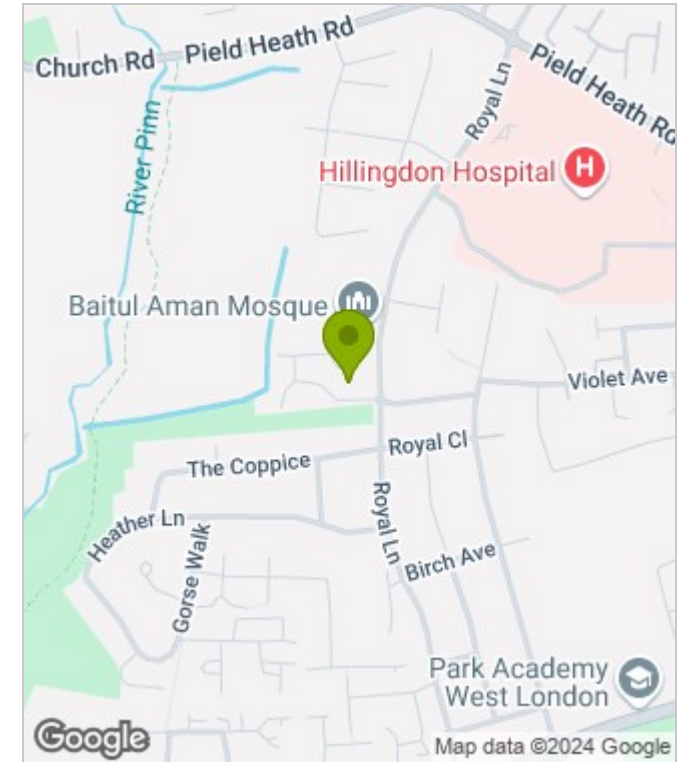 Church Rd
Pield Heath Rd
Pield Heath Rd
Royal Ln
River Pinn
Hillingdon Hospital
H
Baitul Aman Mosque
Violet Ave
Royal Cl
The Coppice
Heather Ln
Gorse Walk
Royal Ln
Birch Ave
Park Academy
West London
Google
Map data ©2024 Google